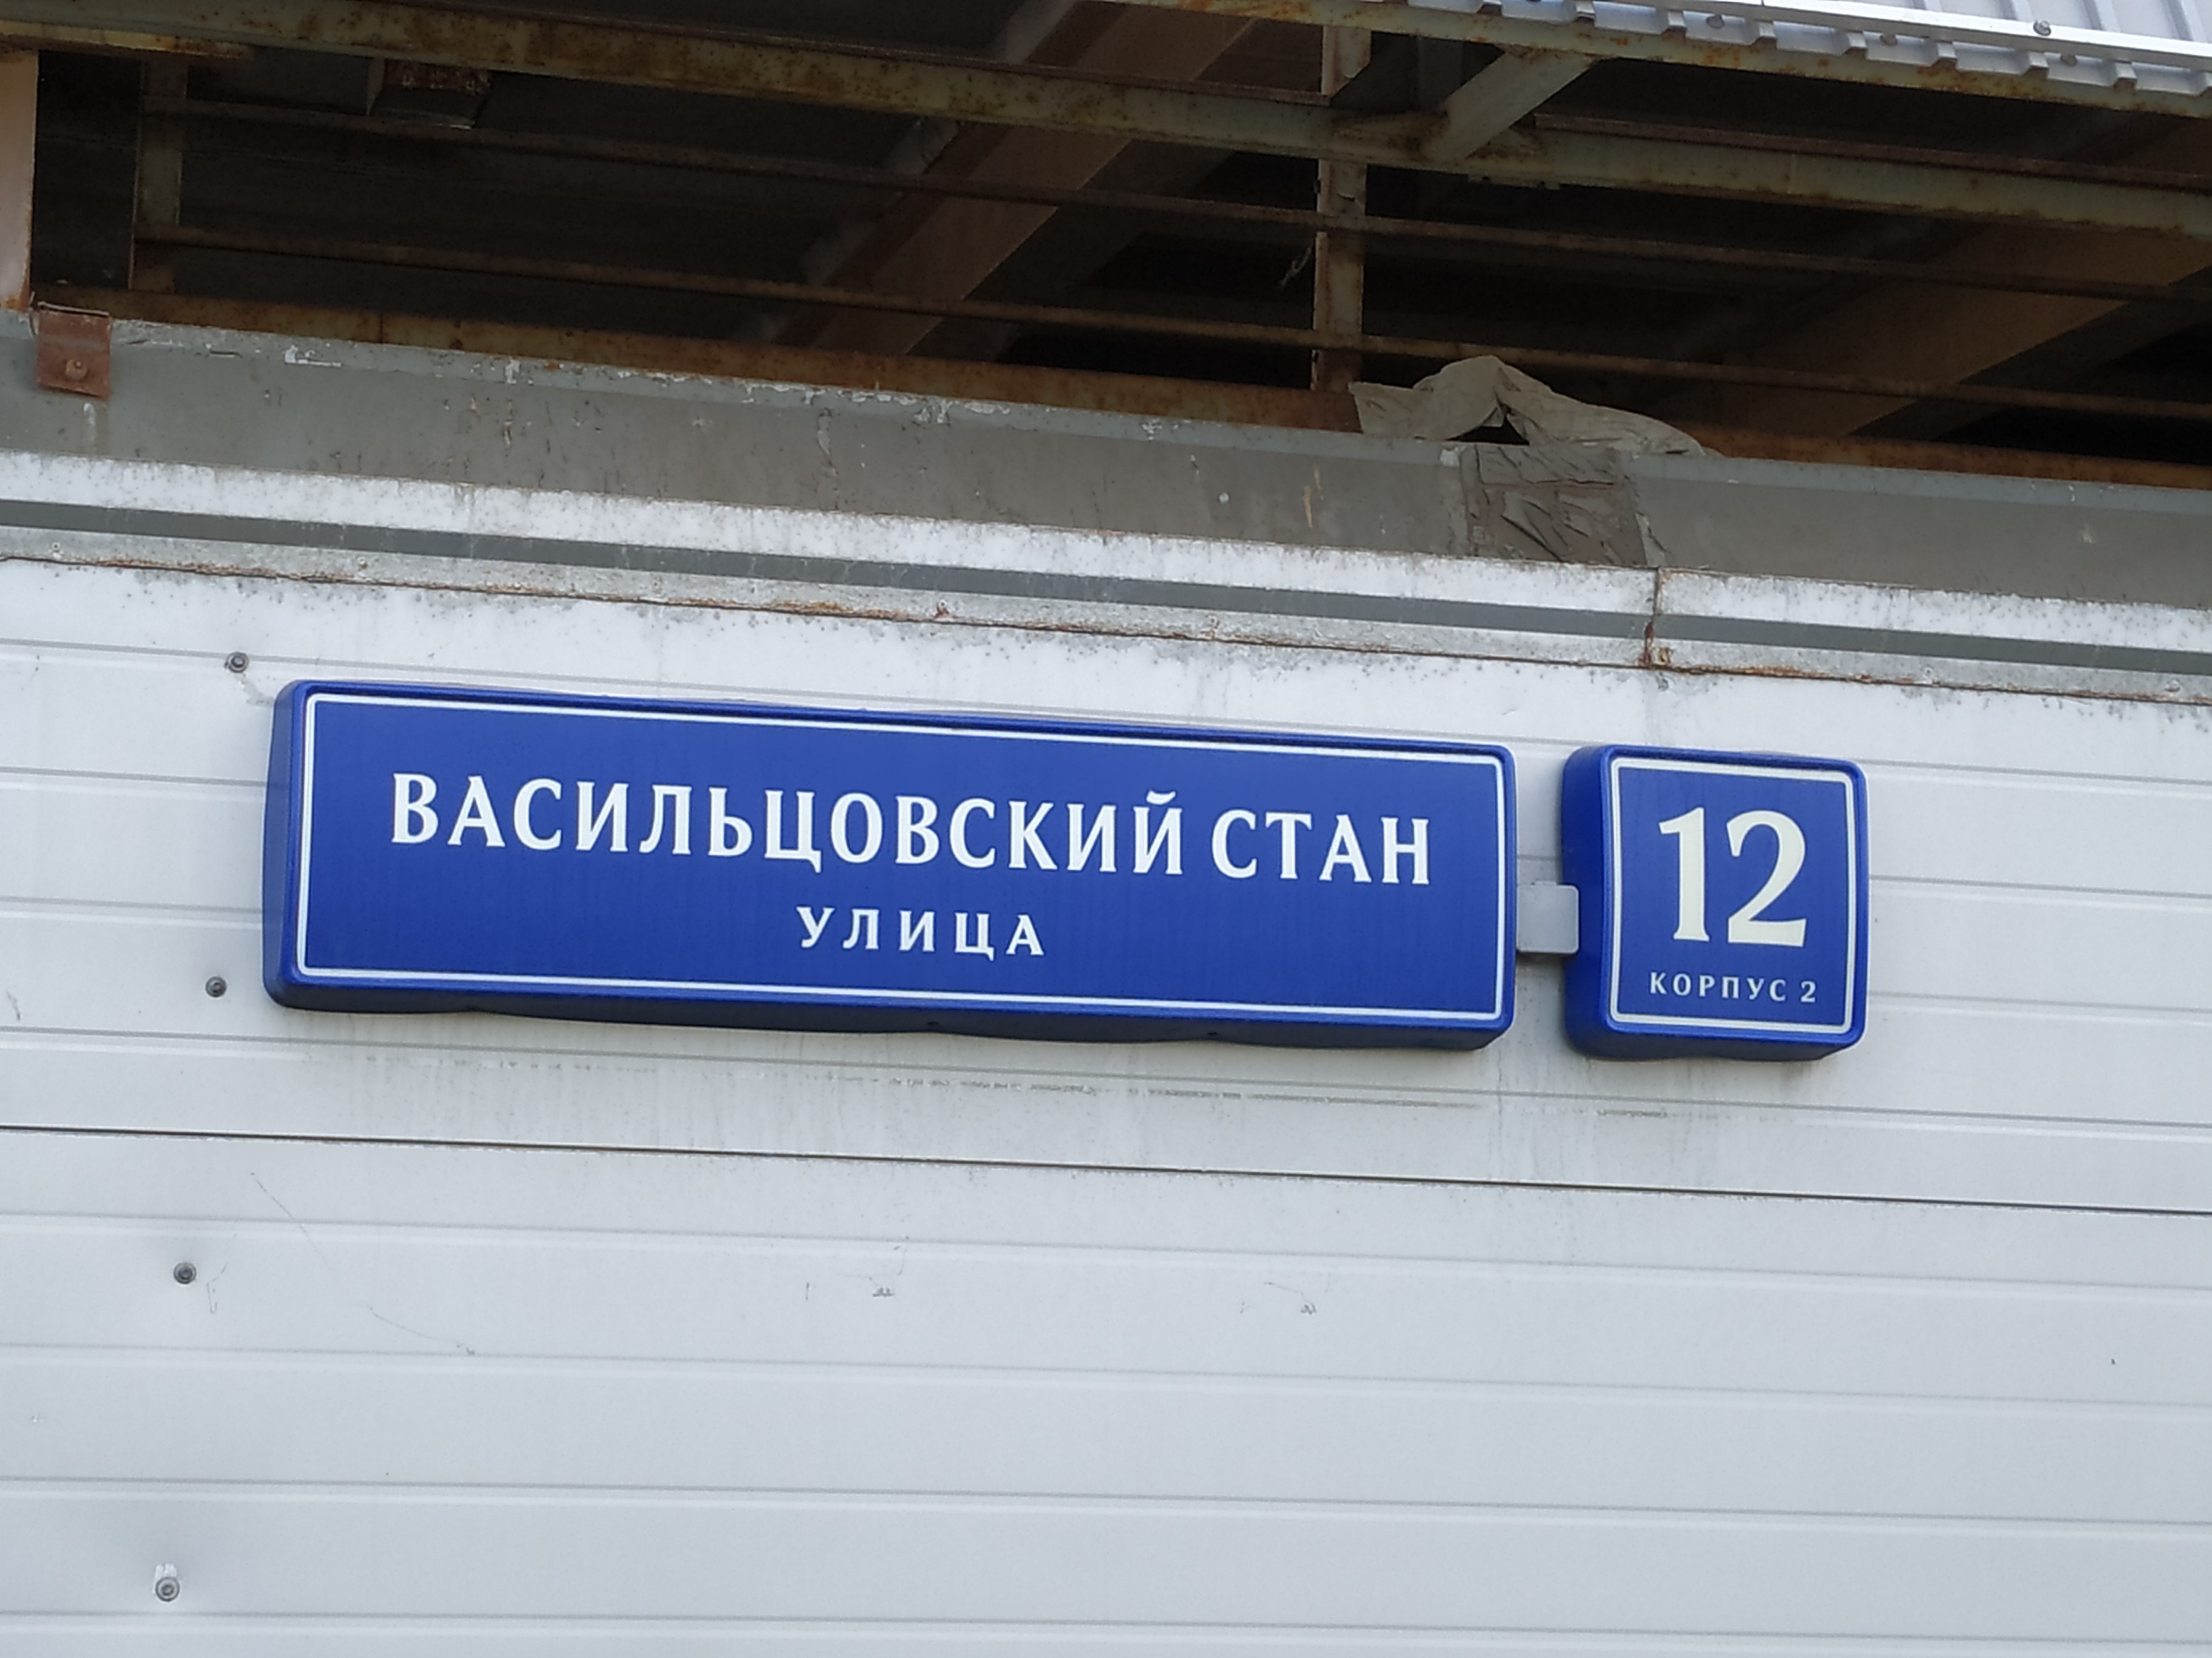 ВАСИЛЬЦОВСКИЙ СТАН
УЛИЦА
12
КОРПУС 2